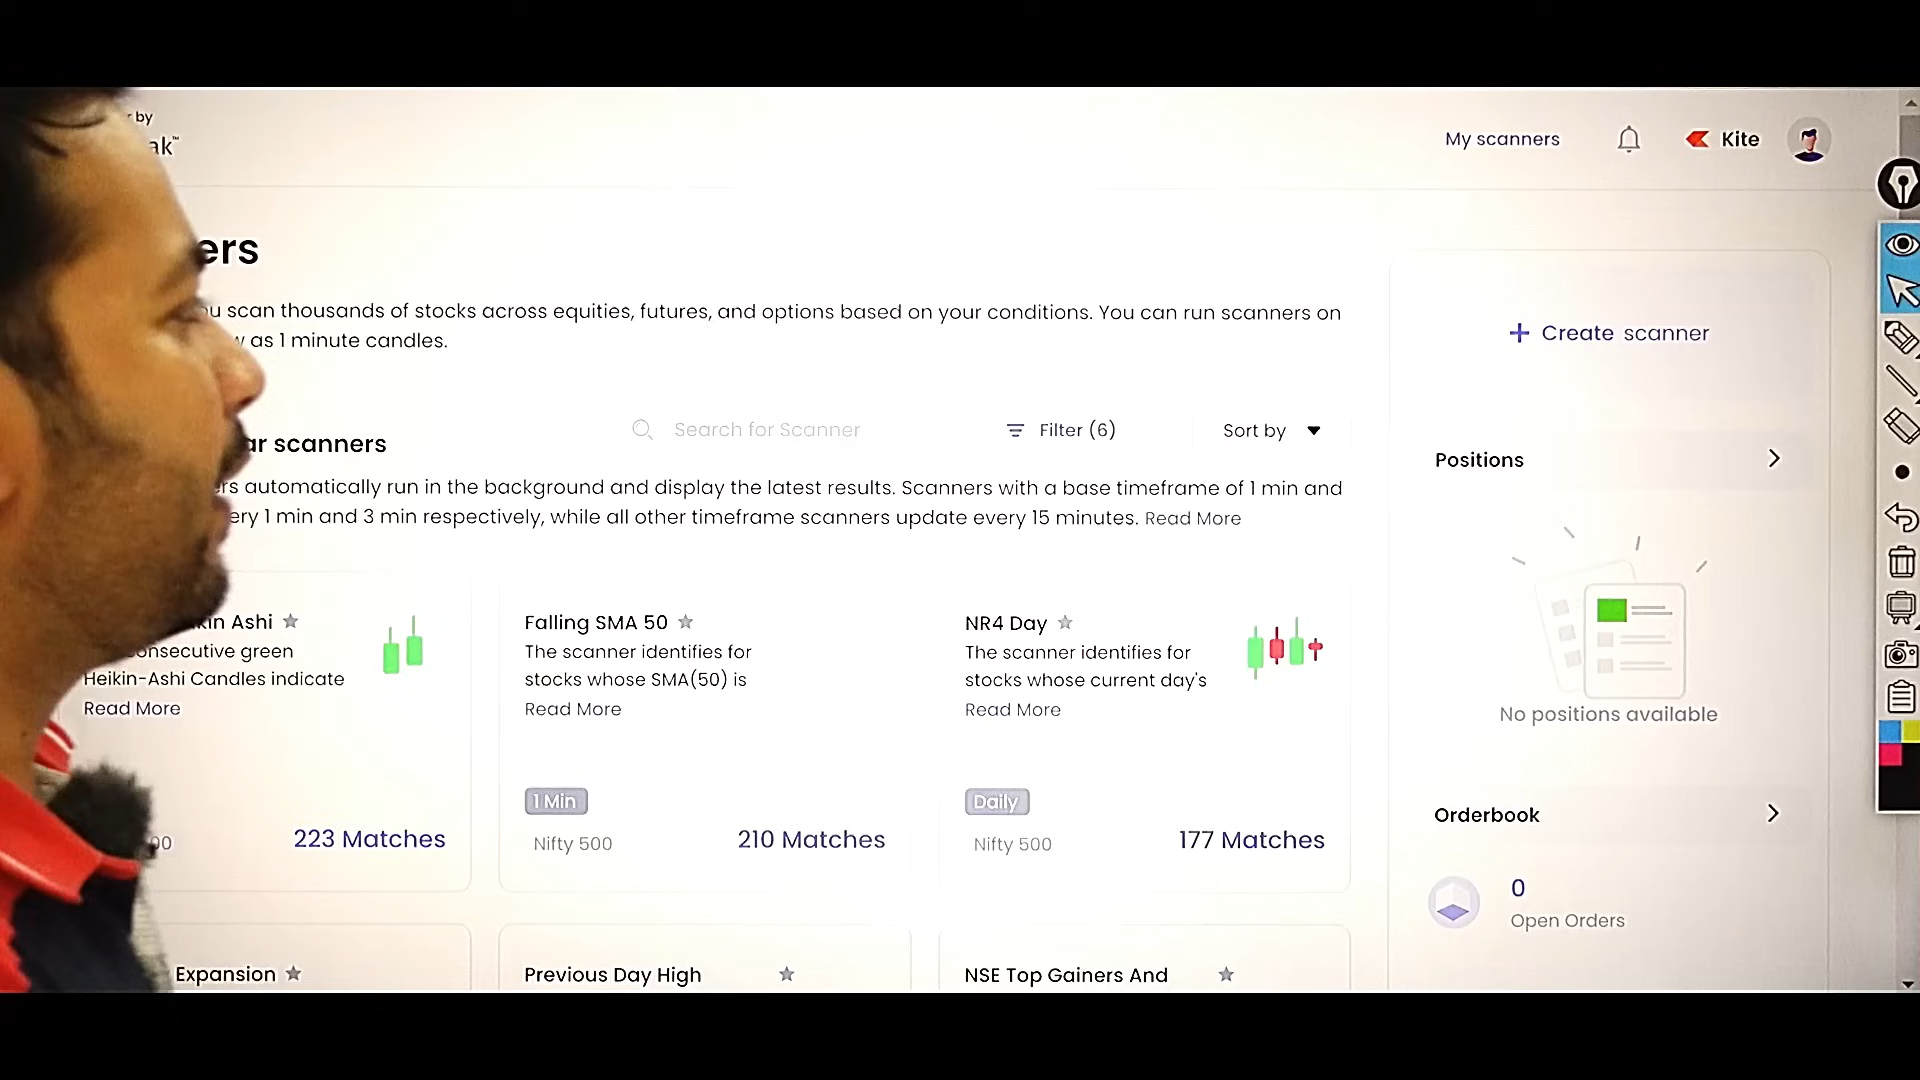 r by
ak™
My scanners
Kite
ers
u scan thousands of stocks across equities, futures, and options based on your conditions. You can run scanners on
w as 1 minute candles.
+ Create scanner
ar scanners
Search for Scanner
Filter (6)
Sort by
Positions
rs automatically run in the background and display the latest results. Scanners with a base timeframe of 1 min and
ery 1 min and 3 min respectively, while all other timeframe scanners update every 15 minutes. Read More
kin Ashi
onsecutive green
Heikin-Ashi Candles indicate
Read More
223 Matches
Falling SMA 50
The scanner identifies for
stocks whose SMA(50) is
Read More
1 Min
Nifty 500
210 Matches
NR4 Day
The scanner identifies for
stocks whose current day's
Read More
Daily
Nifty 500
177 Matches
No positions available
Orderbook
0
Open Orders
Expansion
Previous Day High
NSE Top Gainers And